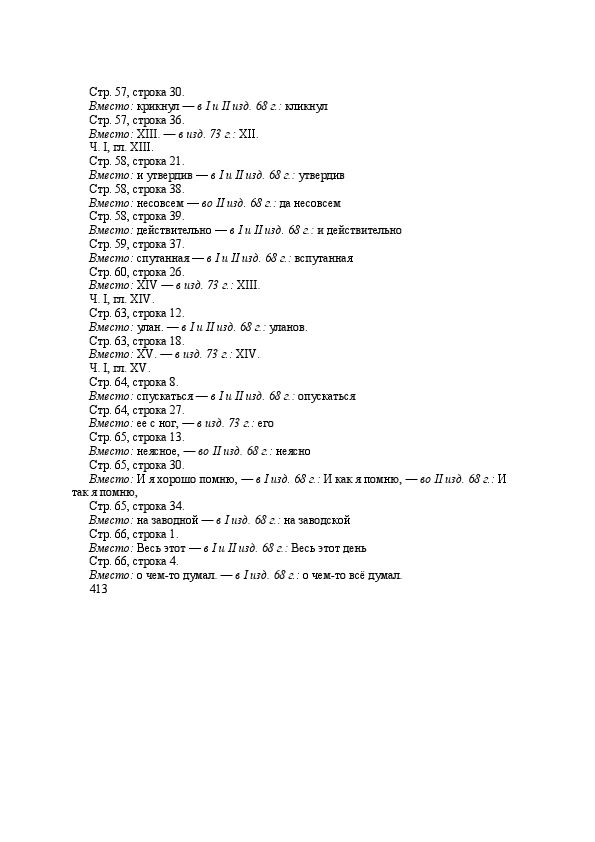 Стр. 57, строка 30.
Вместо: крикнул — в I и II изд. 68 г.: кликнул
Стр. 57, строка 36.
Вместо: XIII. — в изд. 73 г.: XII.
Ч. I, гл. XIII.
Стр. 58, строка 21.
Вместо: и утвердив — в I и II изд. 68 г.: утвердив
Стр. 58, строка 38.
Вместо: несовсем — во II изд. 68 г.: да несовсем
Стр. 58, строка 39.
Вместо: действительно — в I и II изд. 68 г.: и действительно
Стр. 59, строка 37.
Вместо: спутанная — в I и II изд. 68 г.: вспутанная
Стр. 60, строка 26.
Вместо: XIV — в изд. 73 г.: XIII.
Ч. I, гл. XIV.
Стр. 63, строка 12.
Вместо: улан. — в I и II изд. 68 г.: уланов.
Стр. 63, строка 18.
Вместо: XV. — в изд. 73 г.: XIV.
Ч. I, гл. XV.
Стр. 64, строка 8.
Вместо: спускаться — в I и II изд. 68 г.: опускаться
Стр. 64, строка 27.
Вместо: ее с ног, — в изд. 73 г.: его
Стр. 65, строка 13.
Вместо: неясное, — во II изд. 68 г.: неясно
Стр. 65, строка 30.
Вместо: И я хорошо помню, — в I изд. 68 г.: И как я помню, — во II изд. 68 г.: И
так я помню,
Стр. 65, строка 34.
Вместо: на заводной — в I изд. 68 г.: на заводской
Стр. 66, строка 1.
Вместо: Весь этот — в I и II изд. 68 г.: Весь этот день
Стр. 66, строка 4.
Вместо: о чем-то думал. — в I изд. 68 г.: о чем-то всё думал.
413